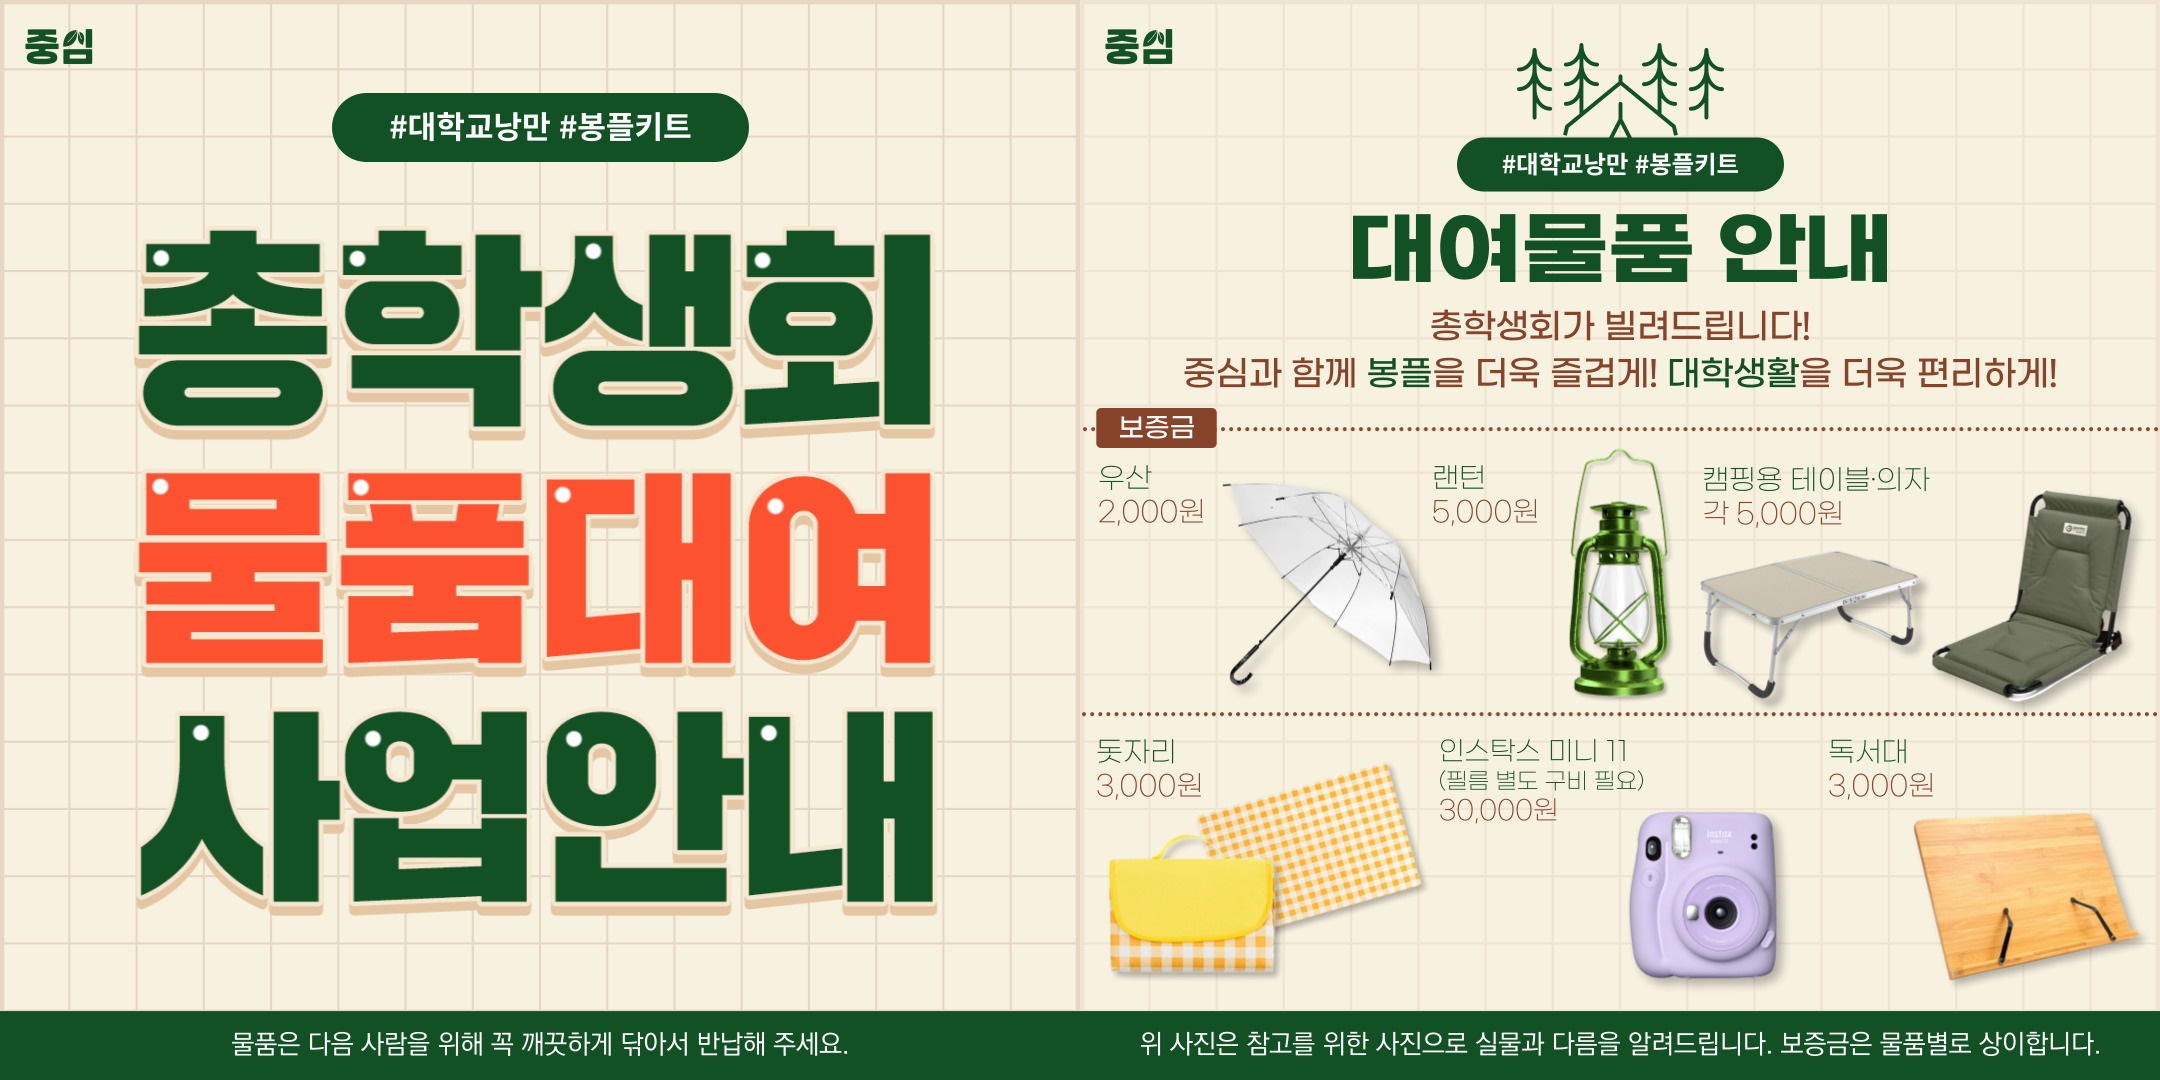 중심
#대학교낭만 #봉플키트
총학생회
물품대여
사업안내
물품은 다음 사람을 위해 꼭 깨끗하게 닦아서 반납해 주세요.
중심
#대학교낭만 #봉플키트
대여물품 안내
총학생회가 빌려드립니다!
중심과 함께 봉플을 더욱 즐겁게! 대학생활을 더욱 편리하게!
보증금
우산
2,000원
랜턴
5,000원
캠핑용 테이블·의자
각 5,000원
돗자리
3,000원
인스탁스 미니 11
(필름 별도 구비 필요)
30,000원
instax
독서대
3,000원
위 사진은 참고를 위한 사진으로 실물과 다름을 알려드립니다. 보증금은 물품별로 상이합니다.